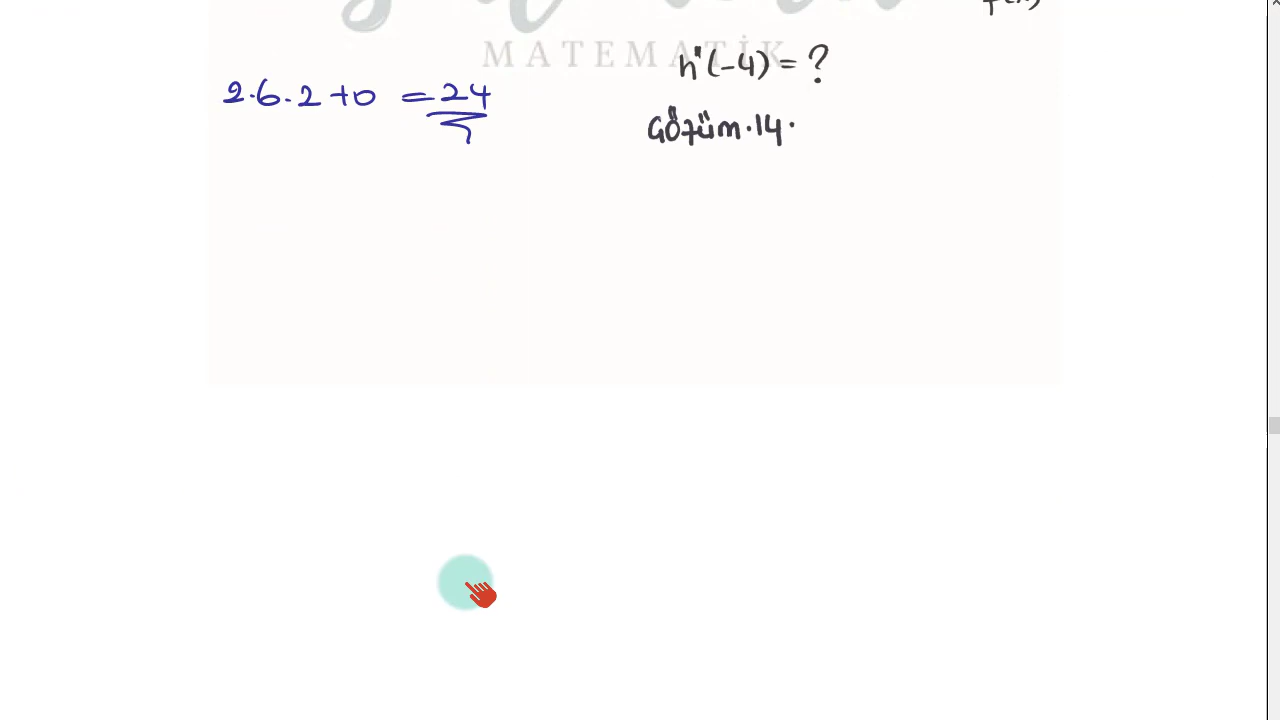 MATEMATİK
h'(-4) = ?
2·6·2+0 = 24
Çözüm·14·